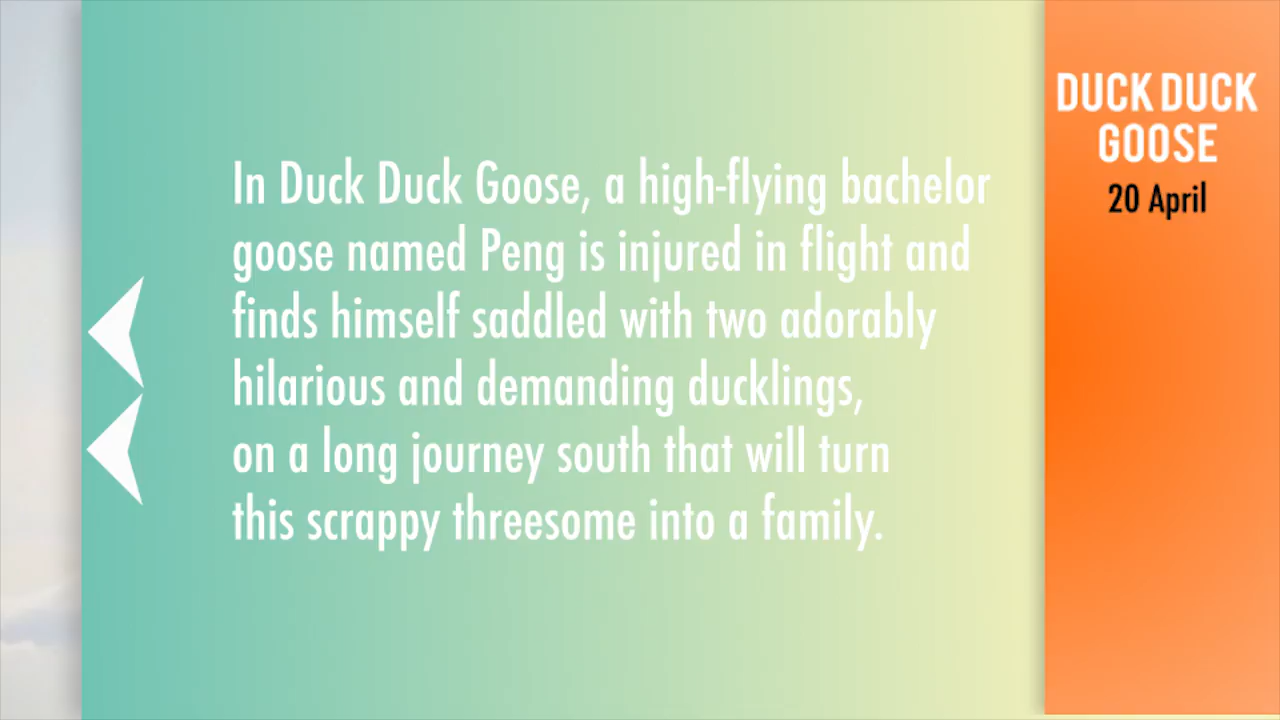 In Duck Duck Goose, a high-flying bachelor
goose named Peng is injured in flight and
finds himself saddled with two adorably
hilarious and demanding ducklings,
on a long journey south that will turn
this scrappy threesome into a family.
DUCK DUCK
GOOSE
20 April